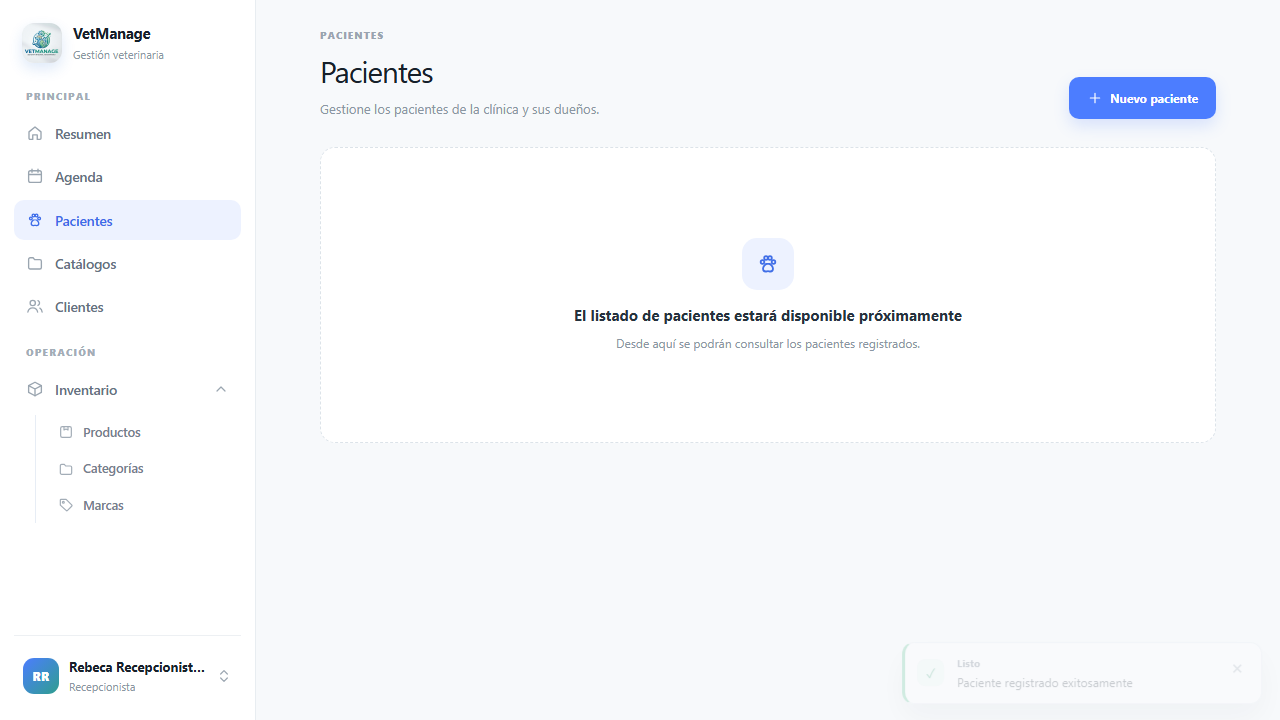 VetManage
Gestión veterinaria
PRINCIPAL
Resumen
Agenda
Pacientes
Catálogos
Clientes
OPERACIÓN
Inventario
Productos
Categorías
Marcas
RR
Rebeca Recepcionist...
Recepcionista
PACIENTES
Pacientes
Gestione los pacientes de la clínica y sus dueños.
Nuevo paciente
El listado de pacientes estará disponible próximamente
Desde aquí se podrán consultar los pacientes registrados.
Listo
Paciente registrado exitosamente